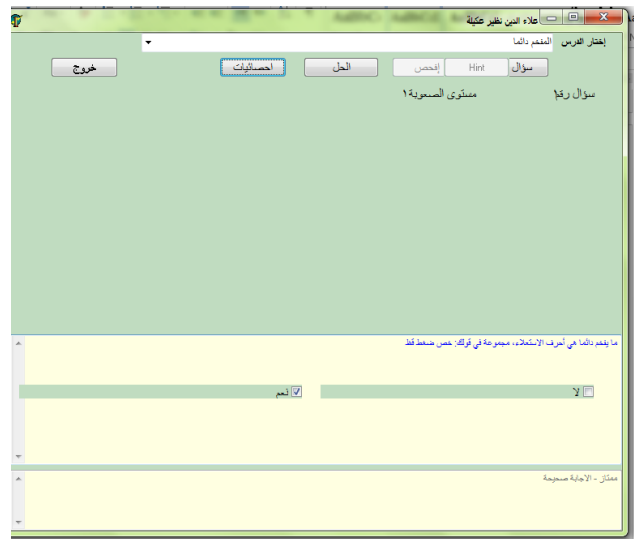 علاء الدين نظير عكيلة
إختار الدرس المفخم دائما
سؤال Hint إفحص الحل احصائيات خروج
سؤال رقم١ مستوى الصعوبة ١
ما يفخم دائما هي أحرف الاستعلاء، مجموعة في قولك: خص ضغط قظ
لا نعم
ممتاز - الاجابة صحيحة